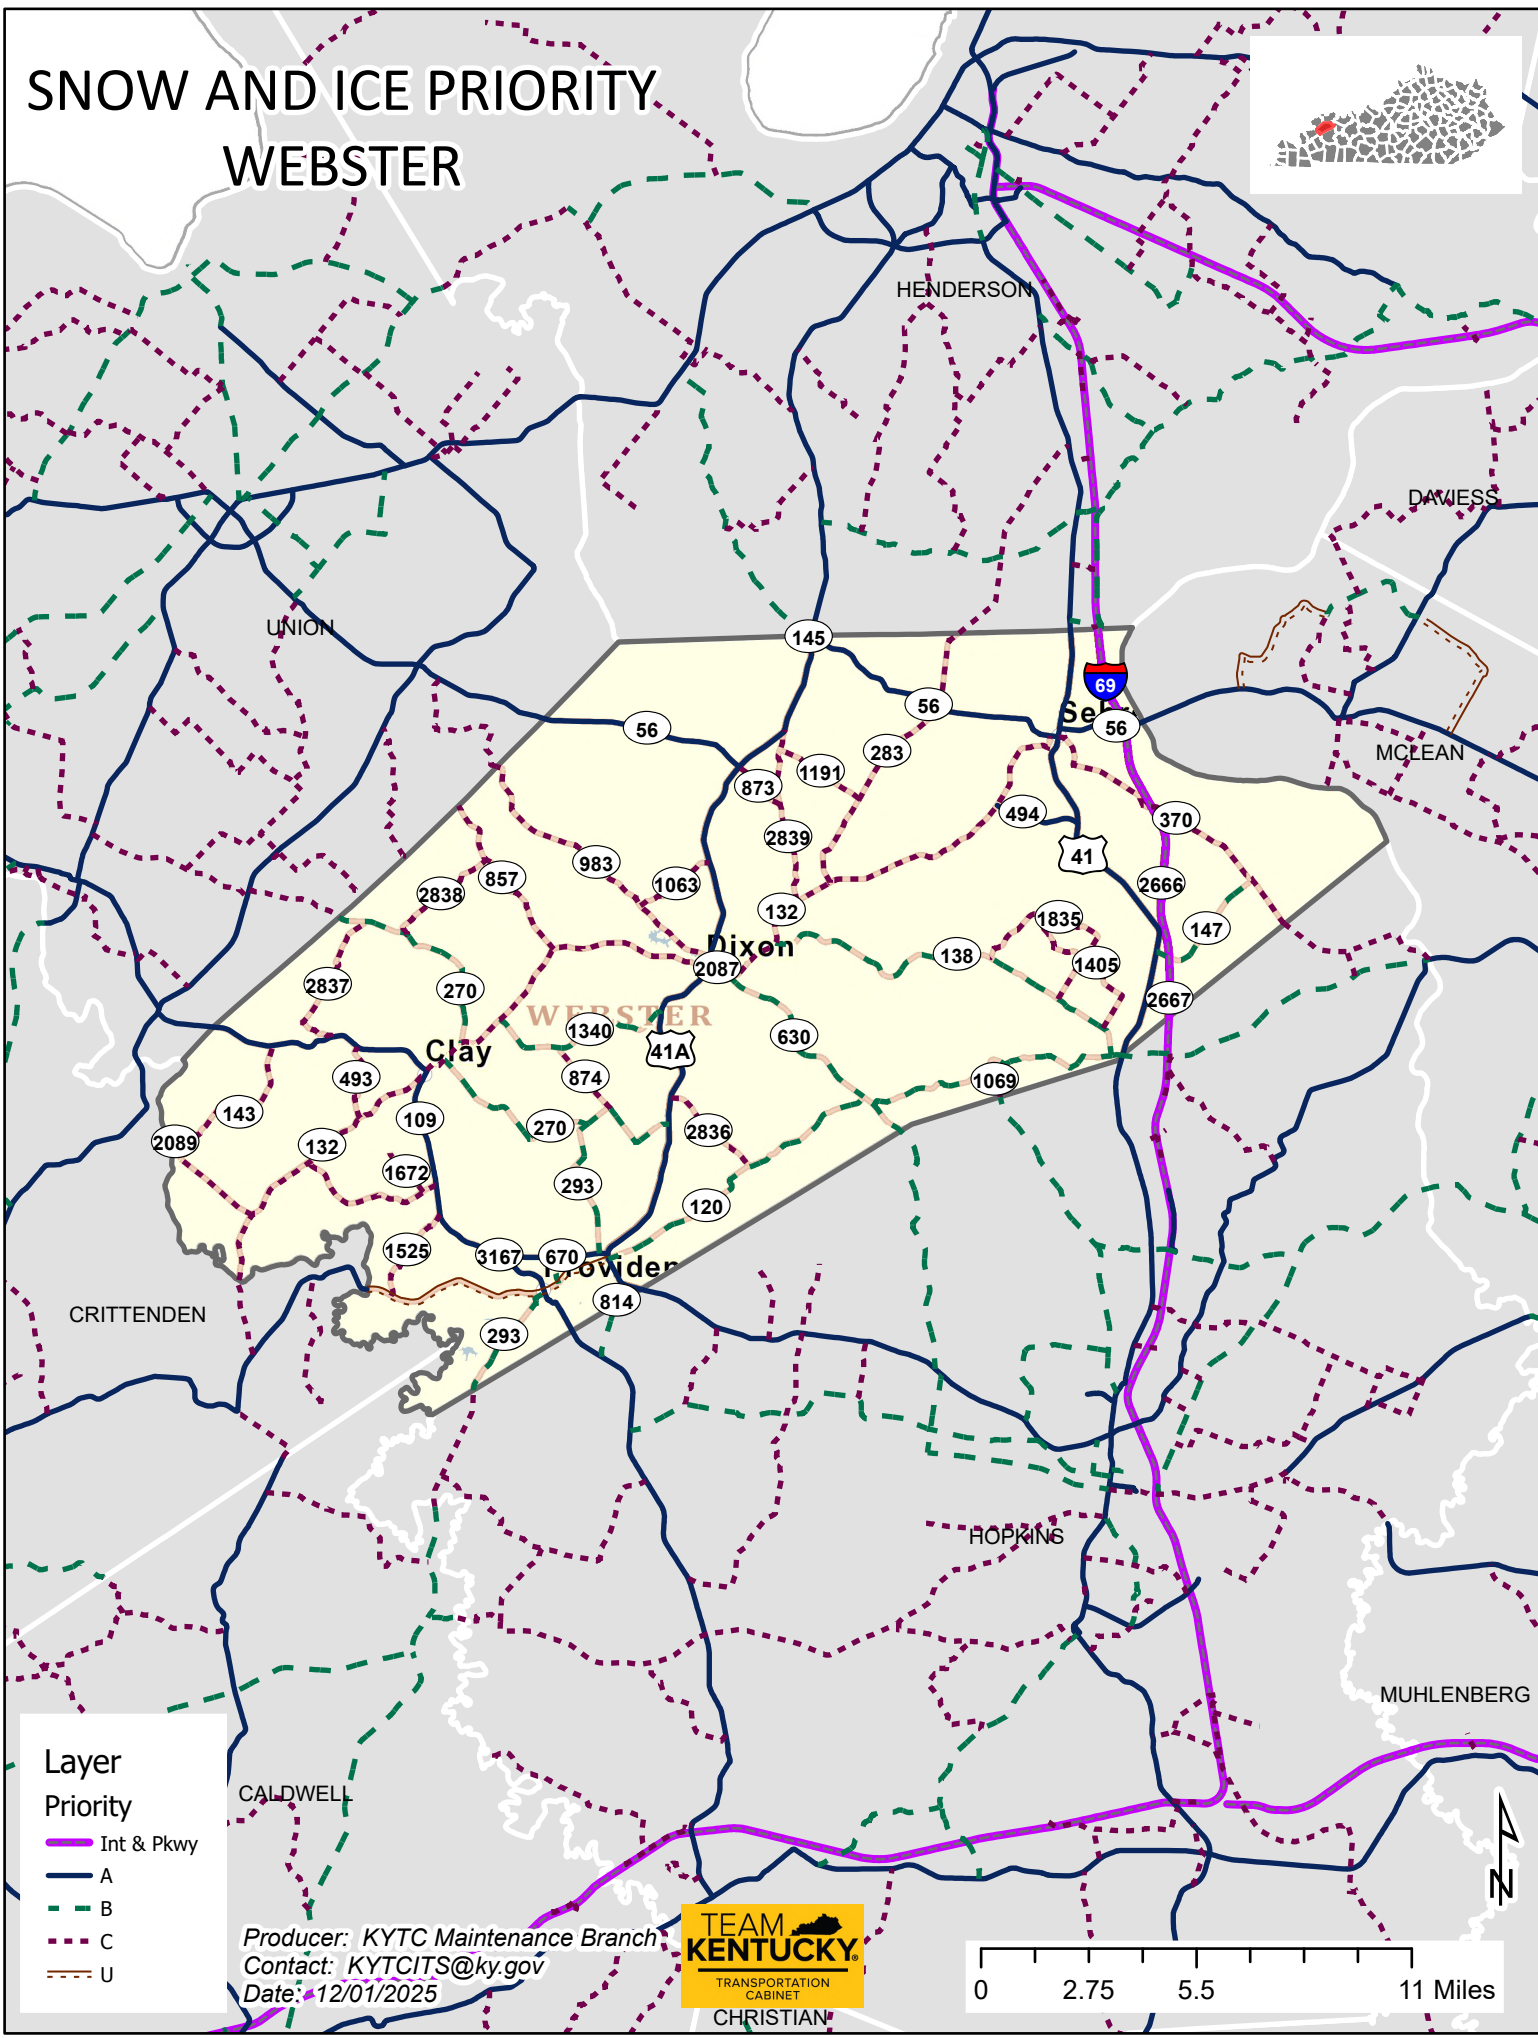 SNOW AND ICE PRIORITY
WEBSTER
HENDERSON
DAVIESS
UNION
145
69
56
Sebr
56
56
MCLEAN
283
1191
873
370
494
2839
41
983
857
1063
2666
2838
132
1835
147
Dixon
138
1405
2087
2837
270
2667
WEBSTER
1340
630
41A
Clay
493
874
1069
143
109
270
2836
2089
132
1672
293
120
1525
3167
670
Providen
814
CRITTENDEN
293
HOPKINS
MUHLENBERG
CALDWELL
Layer
Priority
Int & Pkwy
A
B
C
U
Producer: KYTC Maintenance Branch
Contact: KYTCITS@ky.gov
Date: 12/01/2025
TEAM
KENTUCKY®
TRANSPORTATION
CABINET
CHRISTIAN
N
0 2.75 5.5 11 Miles